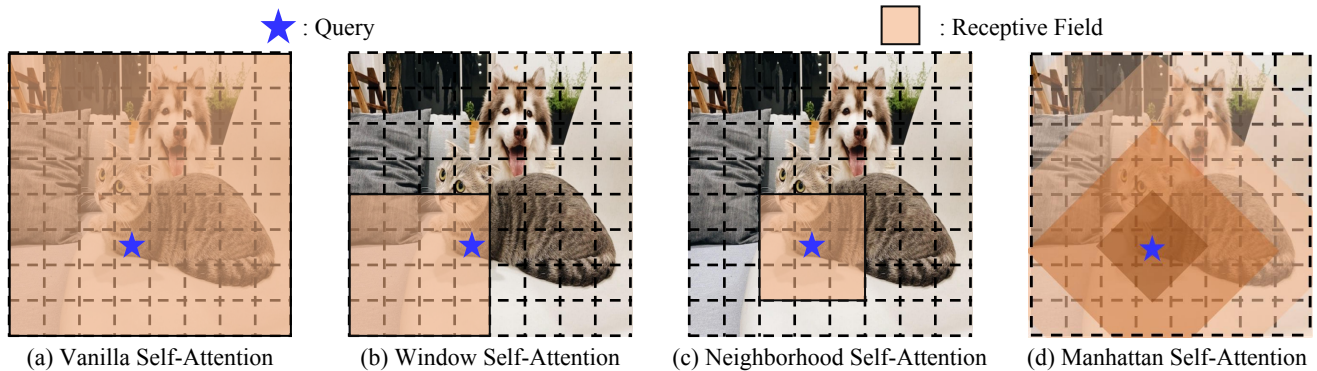 : Query
: Receptive Field
(a) Vanilla Self-Attention
(b) Window Self-Attention
(c) Neighborhood Self-Attention
(d) Manhattan Self-Attention